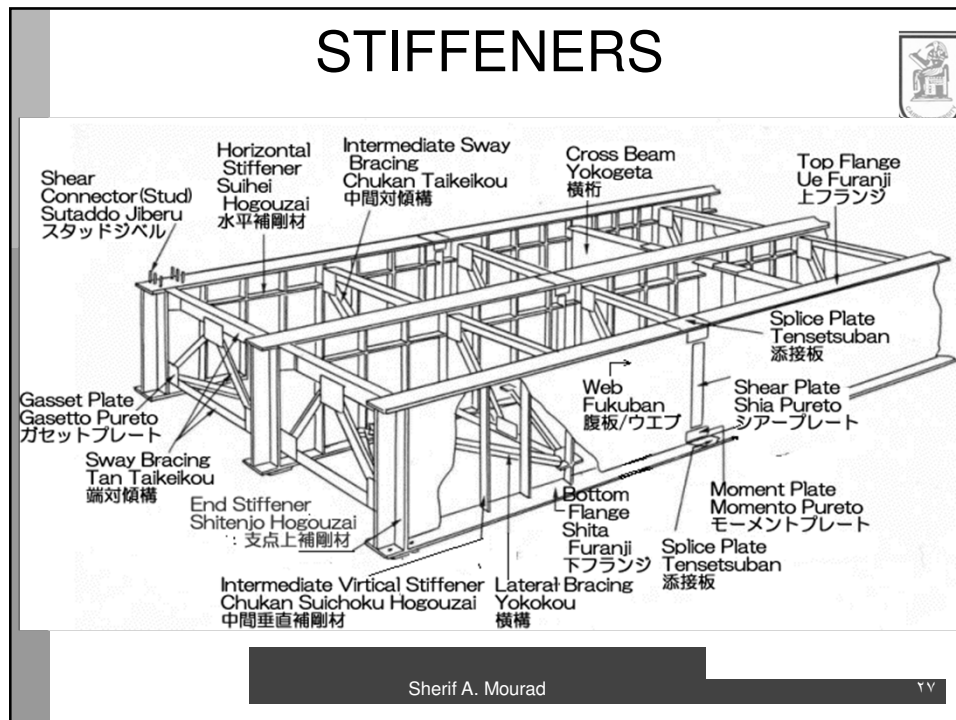 STIFFENERS
Shear
Connector(Stud)
Sutaddo Jiberu
スタッドジベル
Horizontal
Stiffener
Suihei
Hogouzai
水平補剛材
Intermediate Sway
Bracing
Chukan Taikeikou
中間対傾構
Cross Beam
Yokogeta
横桁
Top Flange
Ue Furanji
上フランジ
Splice Plate
Tensetsuban
添接板
Web
Fukuban
腹板/ウエブ
Shear Plate
Shia Pureto
シアープレート
Gasset Plate
Gasetto Pureto
ガセットプレート
Sway Bracing
Tan Taikeikou
端対傾構
End Stiffener
Shitenjo Hogouzai
: 支点上補剛材
Bottom
Flange
Shita
Furanji
下フランジ
Moment Plate
Momento Pureto
モーメントプレート
Splice Plate
Tensetsuban
添接板
Intermediate Virtical Stiffener
Chukan Suichoku Hogouzai
中間垂直補剛材
Lateral Bracing
Yokokou
横構
Sherif A. Mourad
٢٧